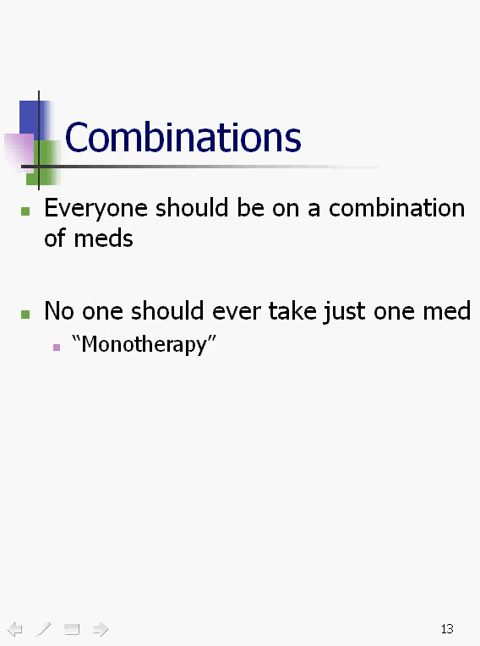 Combinations
Everyone should be on a combination
of meds
No one should ever take just one med
“Monotherapy”
13